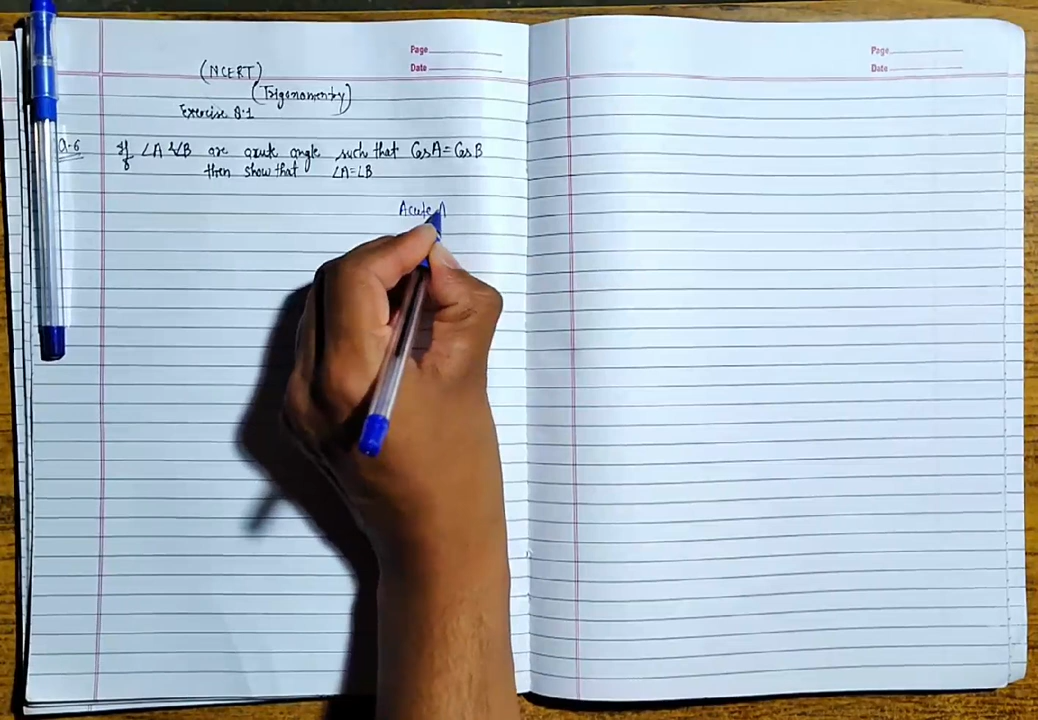 Page
Date
(NCERT)
(Trigonometry)
Exercise 8.1
Q-6 If ∠A & ∠B are acute angle such that Cos A = Cos B
then show that ∠A = ∠B
Acute A
Page
Date